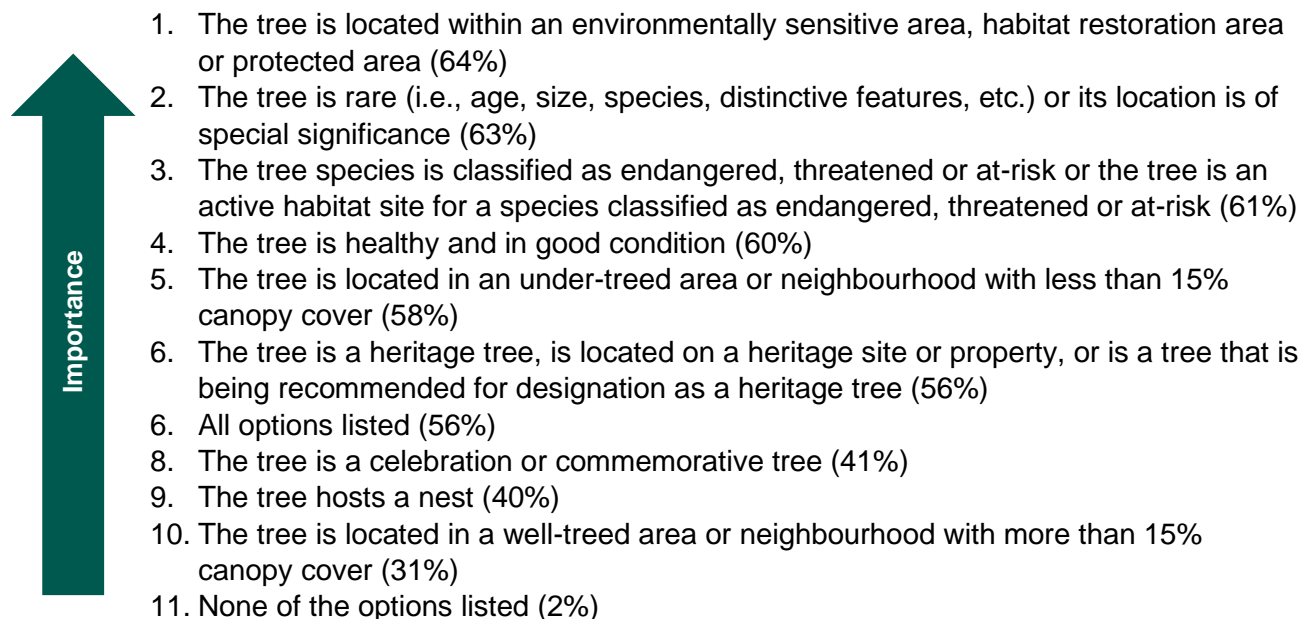 1. The tree is located within an environmentally sensitive area, habitat restoration area
or protected area (64%)
2. The tree is rare (i.e., age, size, species, distinctive features, etc.) or its location is of
special significance (63%)
3. The tree species is classified as endangered, threatened or at-risk or the tree is an
active habitat site for a species classified as endangered, threatened or at-risk (61%)
4. The tree is healthy and in good condition (60%)
5. The tree is located in an under-treed area or neighbourhood with less than 15%
canopy cover (58%)
6. The tree is a heritage tree, is located on a heritage site or property, or is a tree that is
being recommended for designation as a heritage tree (56%)
6. All options listed (56%)
8. The tree is a celebration or commemorative tree (41%)
9. The tree hosts a nest (40%)
10. The tree is located in a well-treed area or neighbourhood with more than 15%
canopy cover (31%)
11. None of the options listed (2%)
Importance